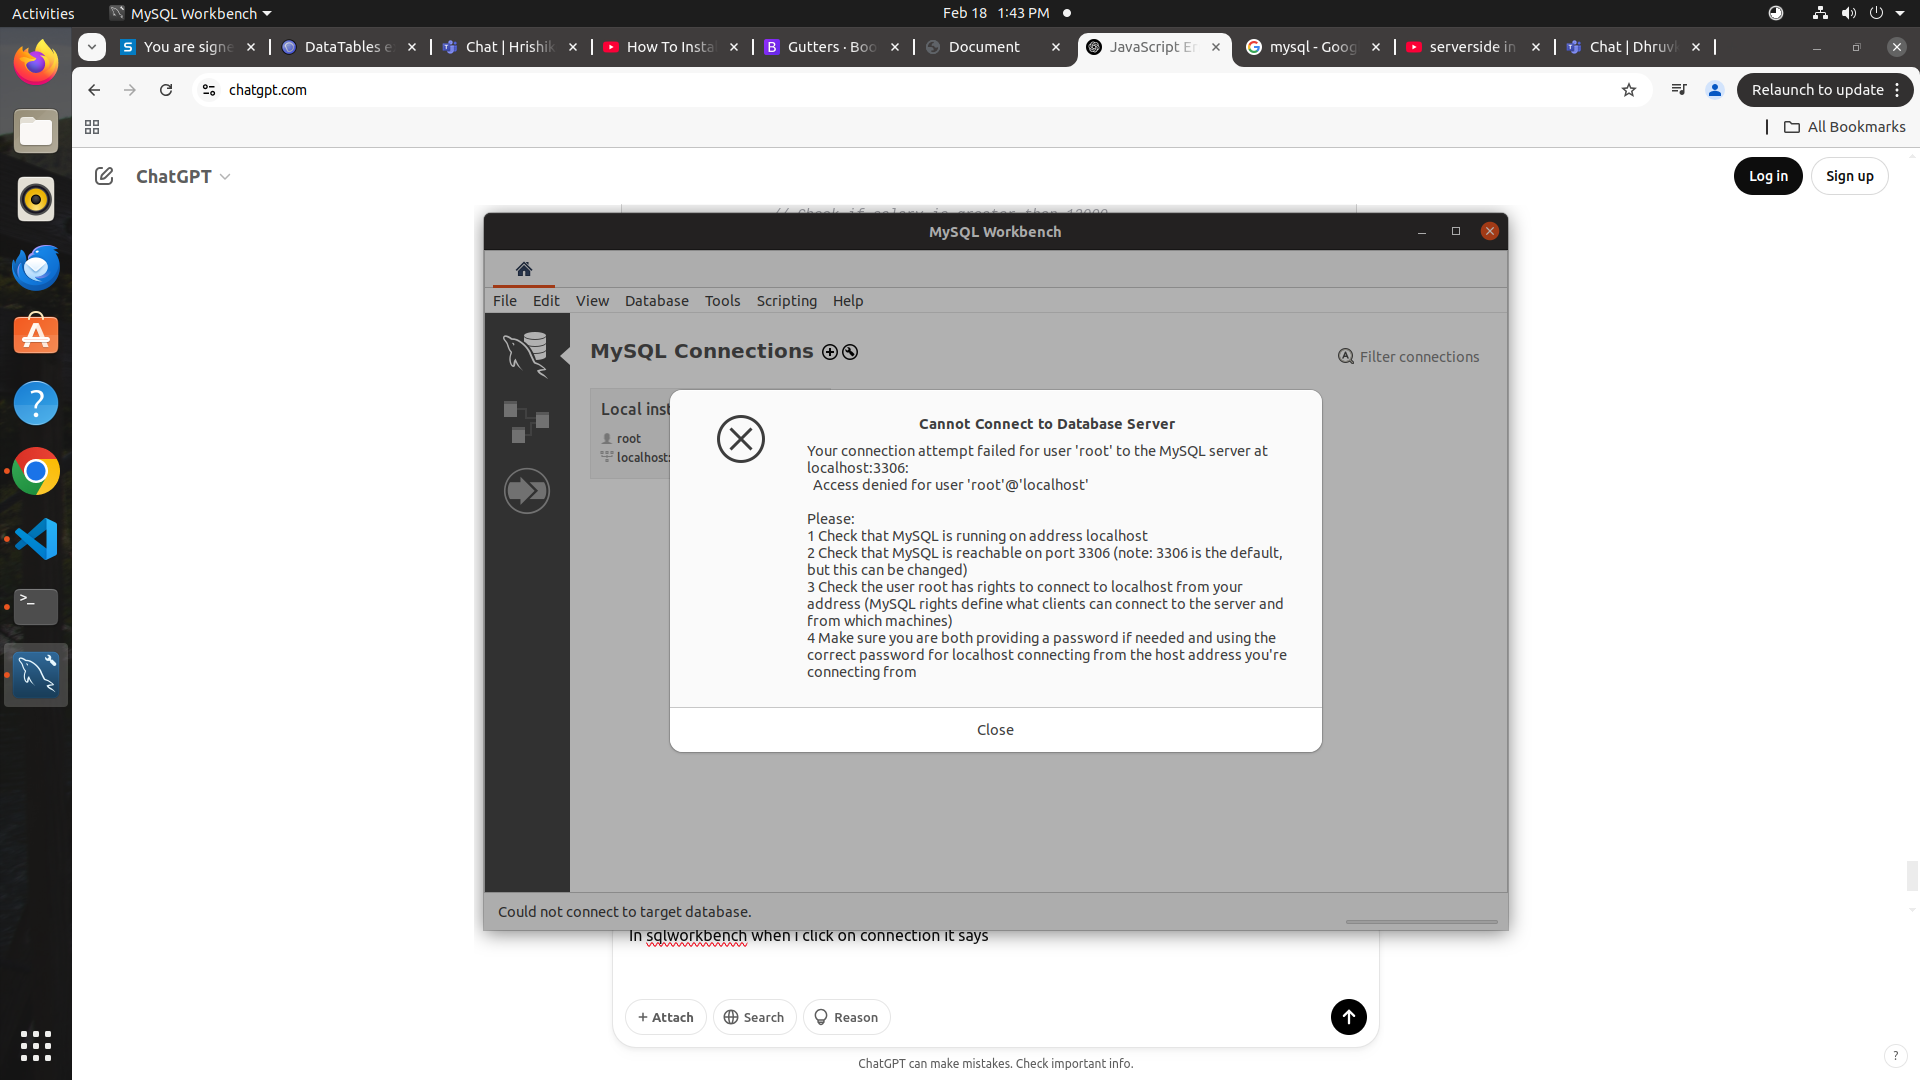 Activities
MySQL Workbench
Feb 18 1:43 PM
You are signe
DataTables e
Chat | Hrishik
How To Insta
Gutters · Boo
Document
JavaScript Er
mysql - Goog
serverside in
Chat | Dhruv
chatgpt.com
Relaunch to update
All Bookmarks
ChatGPT
Log in
Sign up
// Check if salary is greater than 12000
MySQL Workbench
File Edit View Database Tools Scripting Help
MySQL Connections
Filter connections
Local inst
root
localhost:
Cannot Connect to Database Server
Your connection attempt failed for user 'root' to the MySQL server at
localhost:3306:
Access denied for user 'root'@'localhost'
Please:
1 Check that MySQL is running on address localhost
2 Check that MySQL is reachable on port 3306 (note: 3306 is the default,
but this can be changed)
3 Check the user root has rights to connect to localhost from your
address (MySQL rights define what clients can connect to the server and
from which machines)
4 Make sure you are both providing a password if needed and using the
correct password for localhost connecting from the host address you're
connecting from
Close
Could not connect to target database.
In sqlworkbench when i click on connection it says
+ Attach
Search
Reason
ChatGPT can make mistakes. Check important info.
?